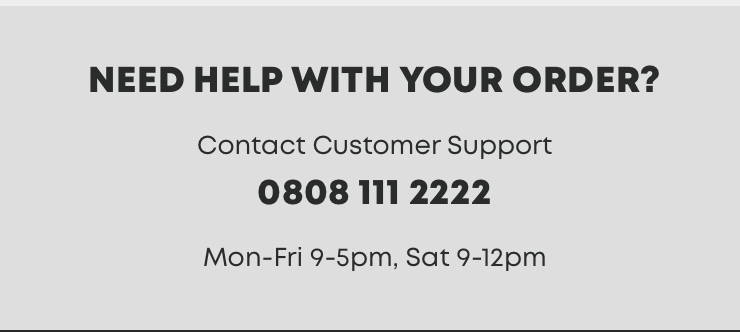 NEED HELP WITH YOUR ORDER?
Contact Customer Support
0808 111 2222
Mon-Fri 9-5pm, Sat 9-12pm